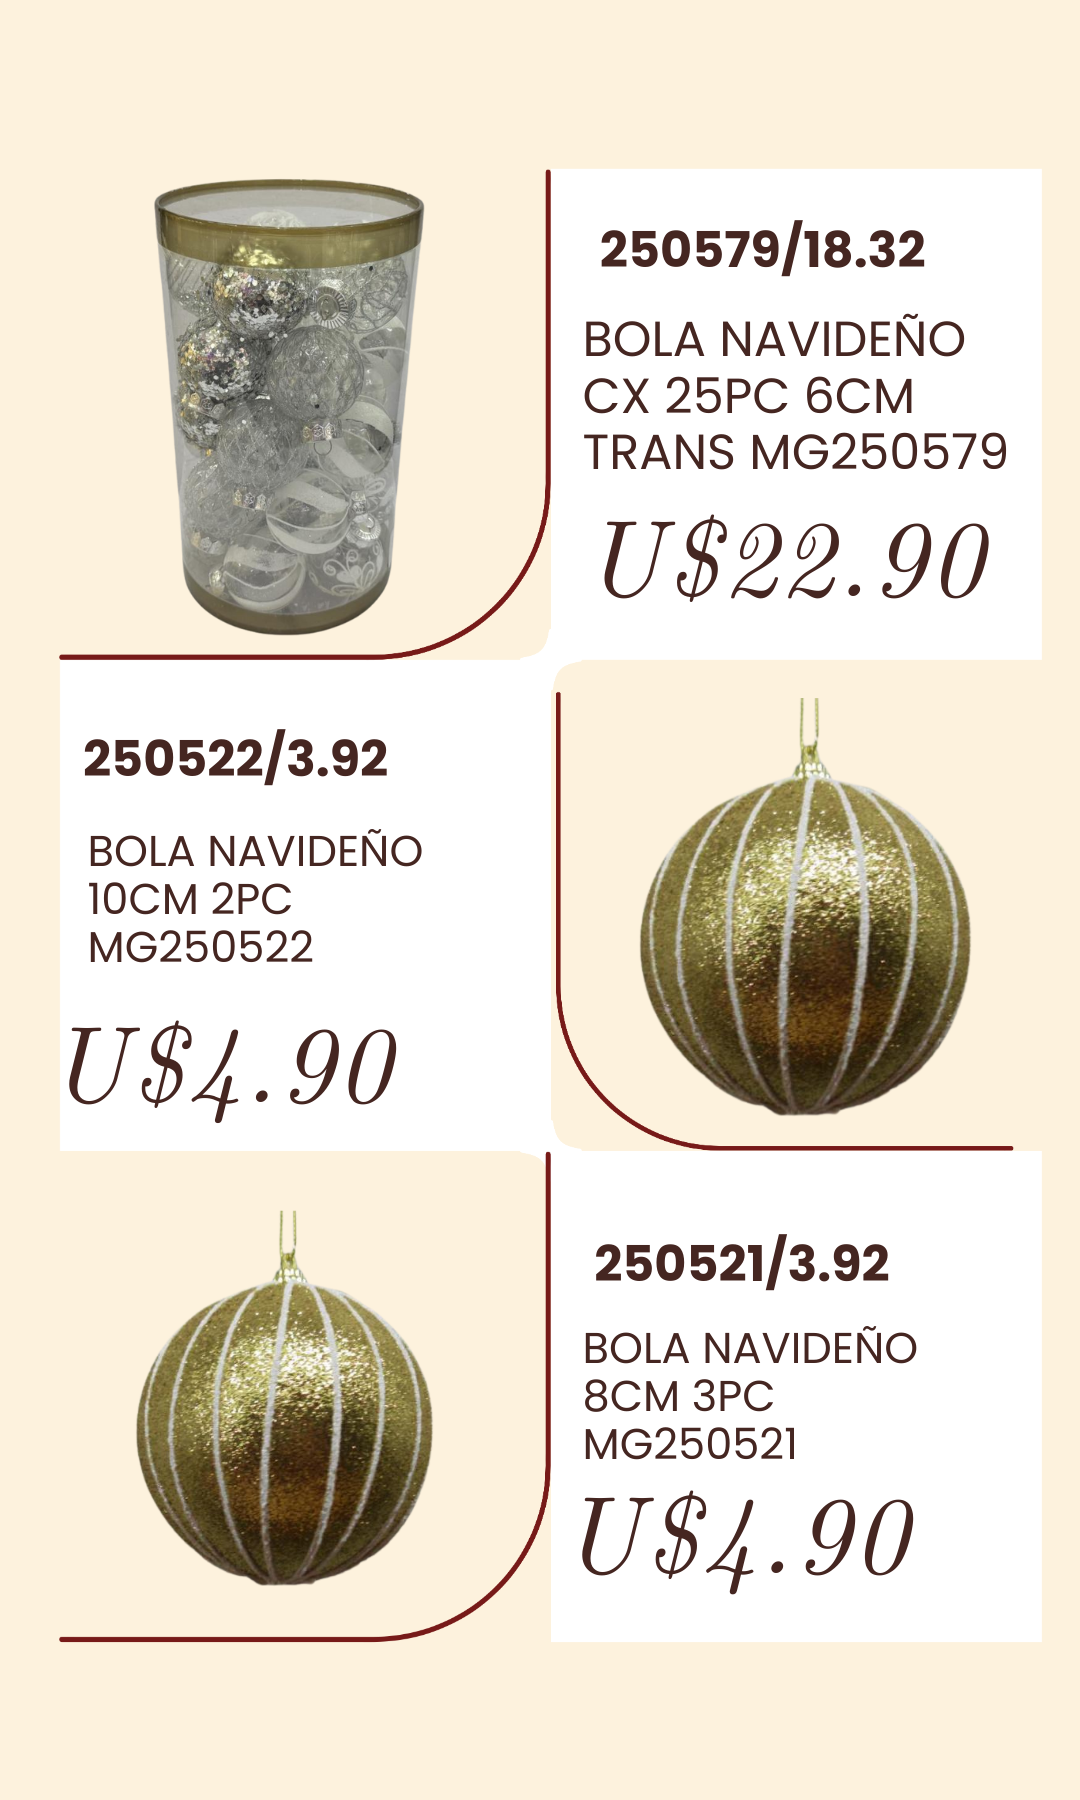 250579/18.32
BOLA NAVIDEÑO
CX 25PC 6CM
TRANS MG250579
U$22.90
250522/3.92
BOLA NAVIDEÑO
10CM 2PC
MG250522
U$4.90
250521/3.92
BOLA NAVIDEÑO
8CM 3PC
MG250521
U$4.90